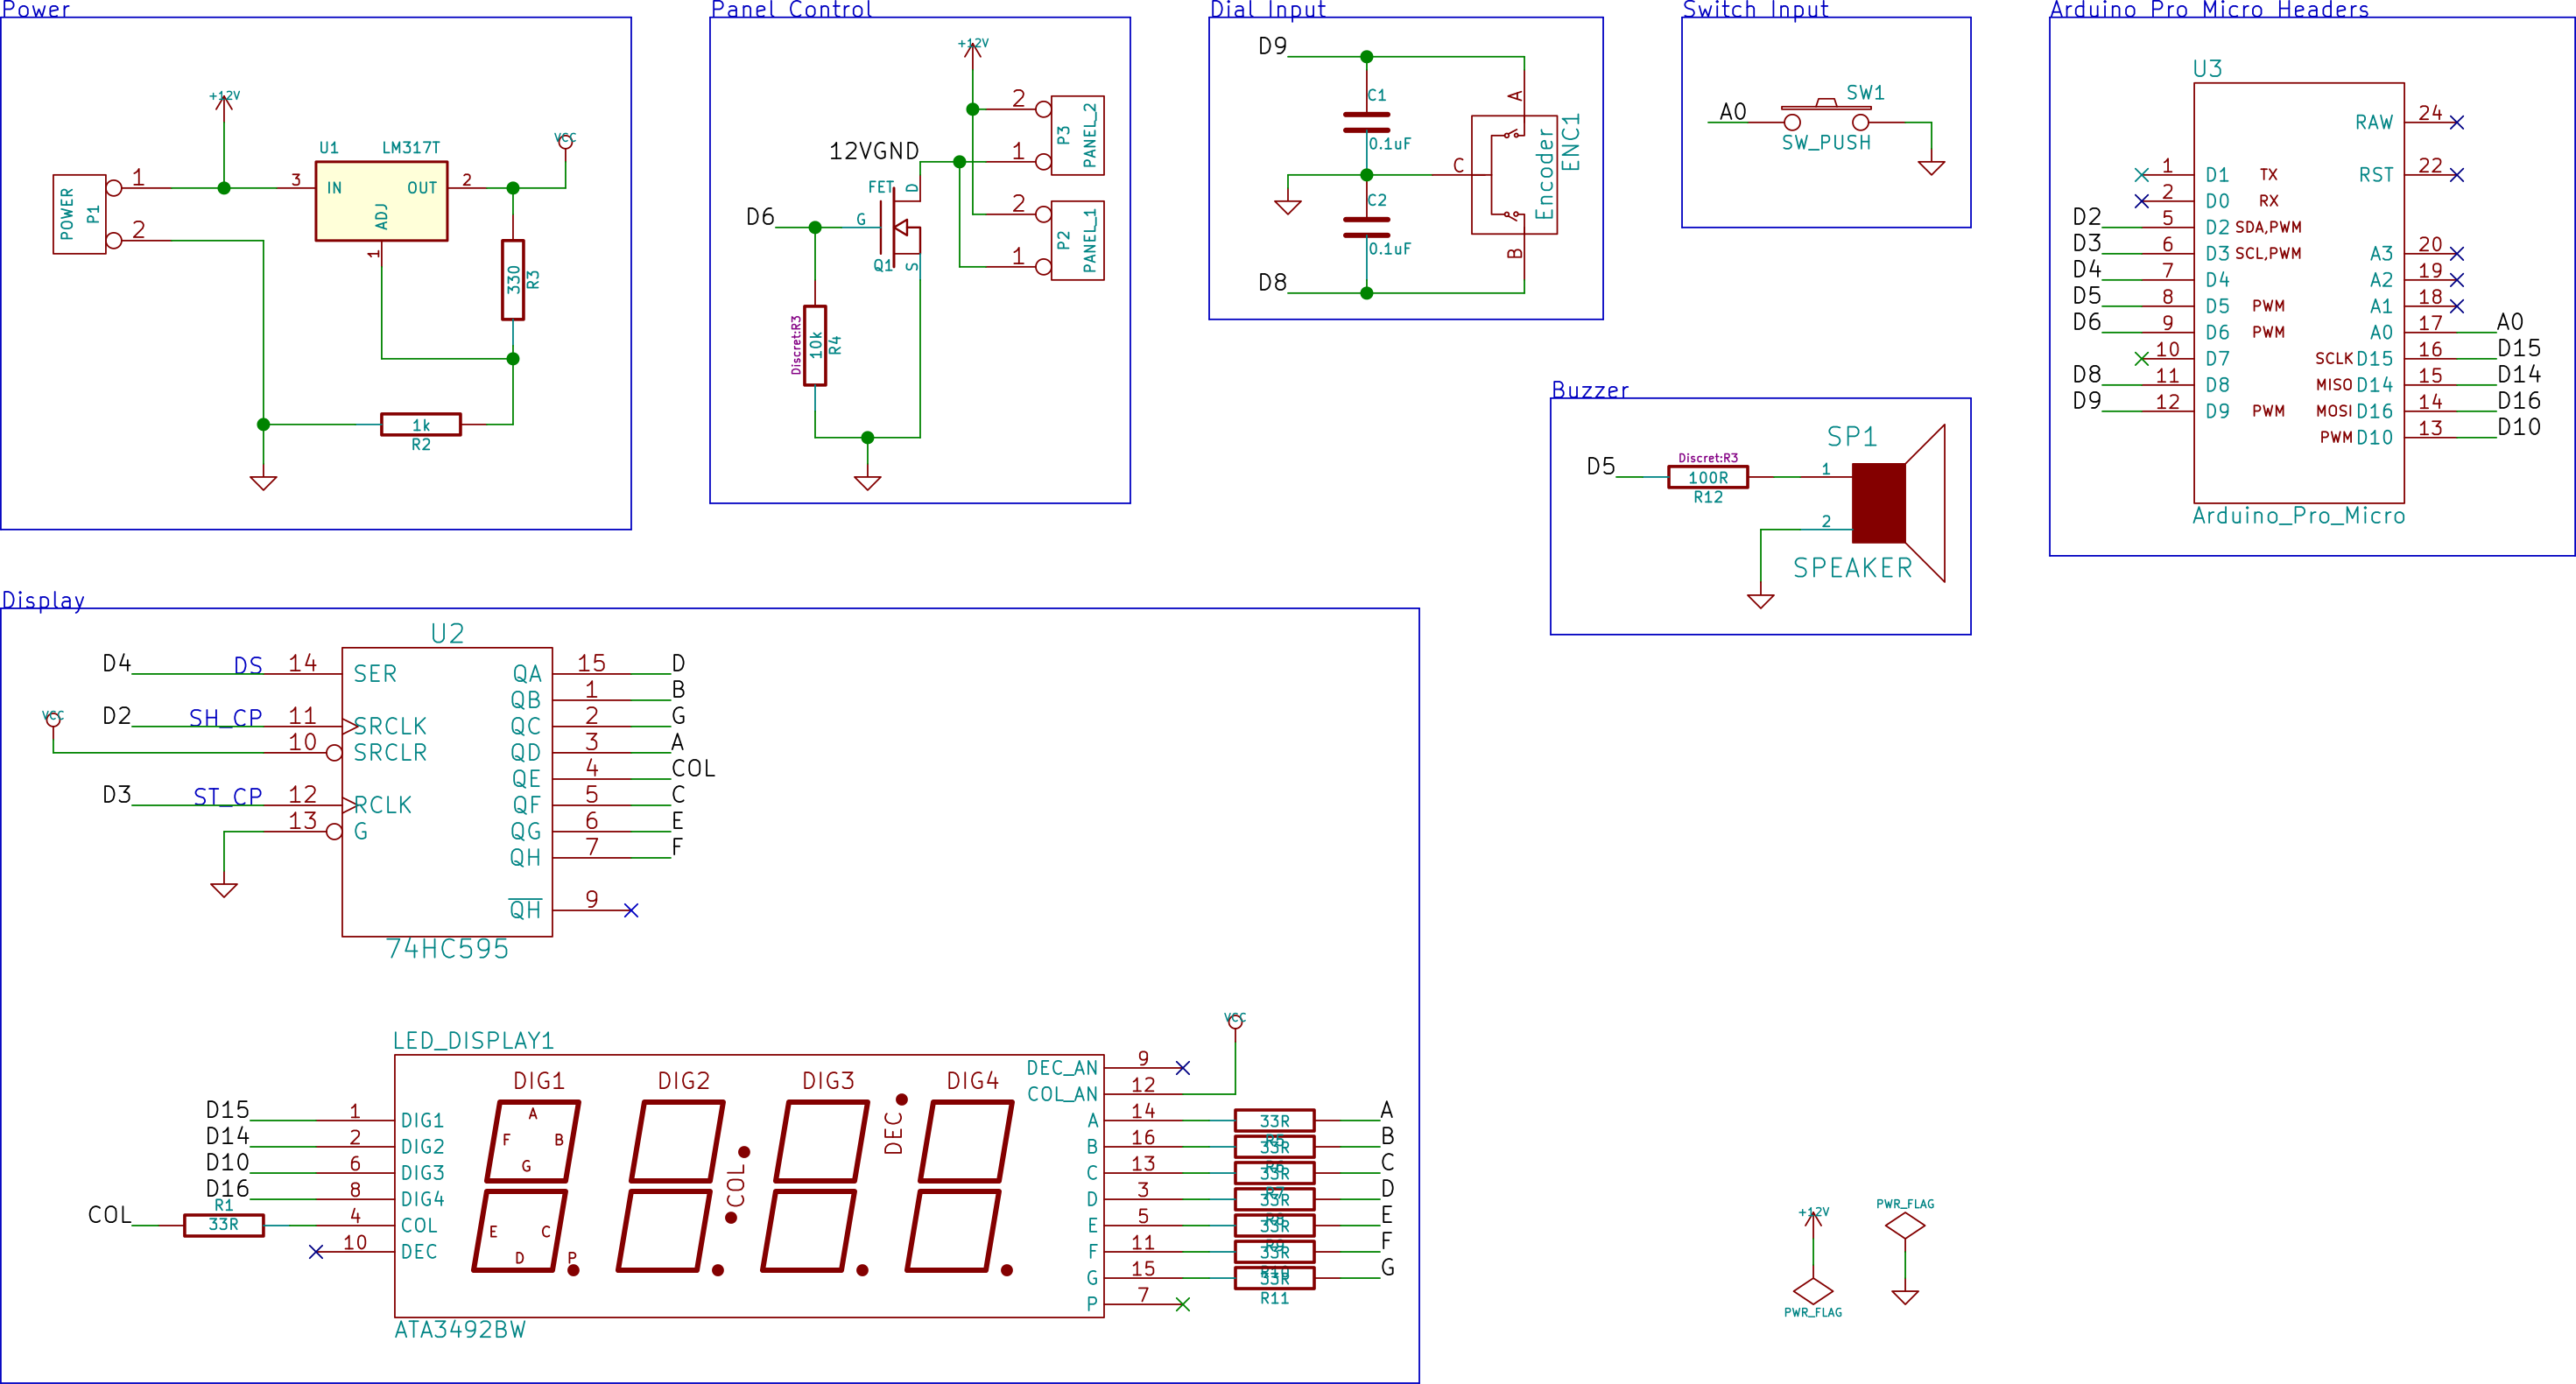 Power
+12V
VCC
U1 LM317T
POWER
P1
1
2
3 IN
OUT 2
ADJ
1
330
R3
1k
R2
Panel Control
+12V
12VGND
FET
D
G
S
Q1
D6
Discret:R3
10k
R4
2
1
P3
PANEL_2
2
1
P2
PANEL_1
Dial Input
D9
C1
0.1uF
C2
0.1uF
D8
A
C
B
Encoder
ENC1
Switch Input
A0
SW1
SW_PUSH
Buzzer
D5
Discret:R3
100R
R12
SP1
1
2
SPEAKER
Arduino Pro Micro Headers
U3
RAW 24
1 D1 TX
RST 22
2 D0 RX
D2 5 D2 SDA,PWM
D3 6 D3 SCL,PWM
A3 20
D4 7 D4
A2 19
D5 8 D5 PWM
A1 18
D6 9 D6 PWM
A0 17 A0
10 D7
SCLK D15 16 D15
D8 11 D8
MISO D14 15 D14
D9 12 D9 PWM
MOSI D16 14 D16
PWM D10 13 D10
Arduino_Pro_Micro
Display
U2
D4 DS 14 SER
QA 15 D
QB 1 B
VCC
D2 SH_CP 11 SRCLK
QC 2 G
10 SRCLR
QD 3 A
QE 4 COL
D3 ST_CP 12 RCLK
QF 5 C
13 G
QG 6 E
QH 7 F
QH 9
74HC595
LED_DISPLAY1
VCC
DIG1 DIG2 DIG3 DIG4
A
F B
G
E C
D P
COL
DEC
DEC_AN 9
COL_AN 12
D15 1 DIG1
A 14 33R A
D14 2 DIG2
R5
B 16 33R B
D10 6 DIG3
R6
C 13 33R C
D16 8 DIG4
R7
D 3 33R D
R1
COL 33R 4 COL
R8
E 5 33R E
10 DEC
R9
F 11 33R F
R10
G 15 33R G
R11
P 7
ATA3492BW
+12V
PWR_FLAG
PWR_FLAG